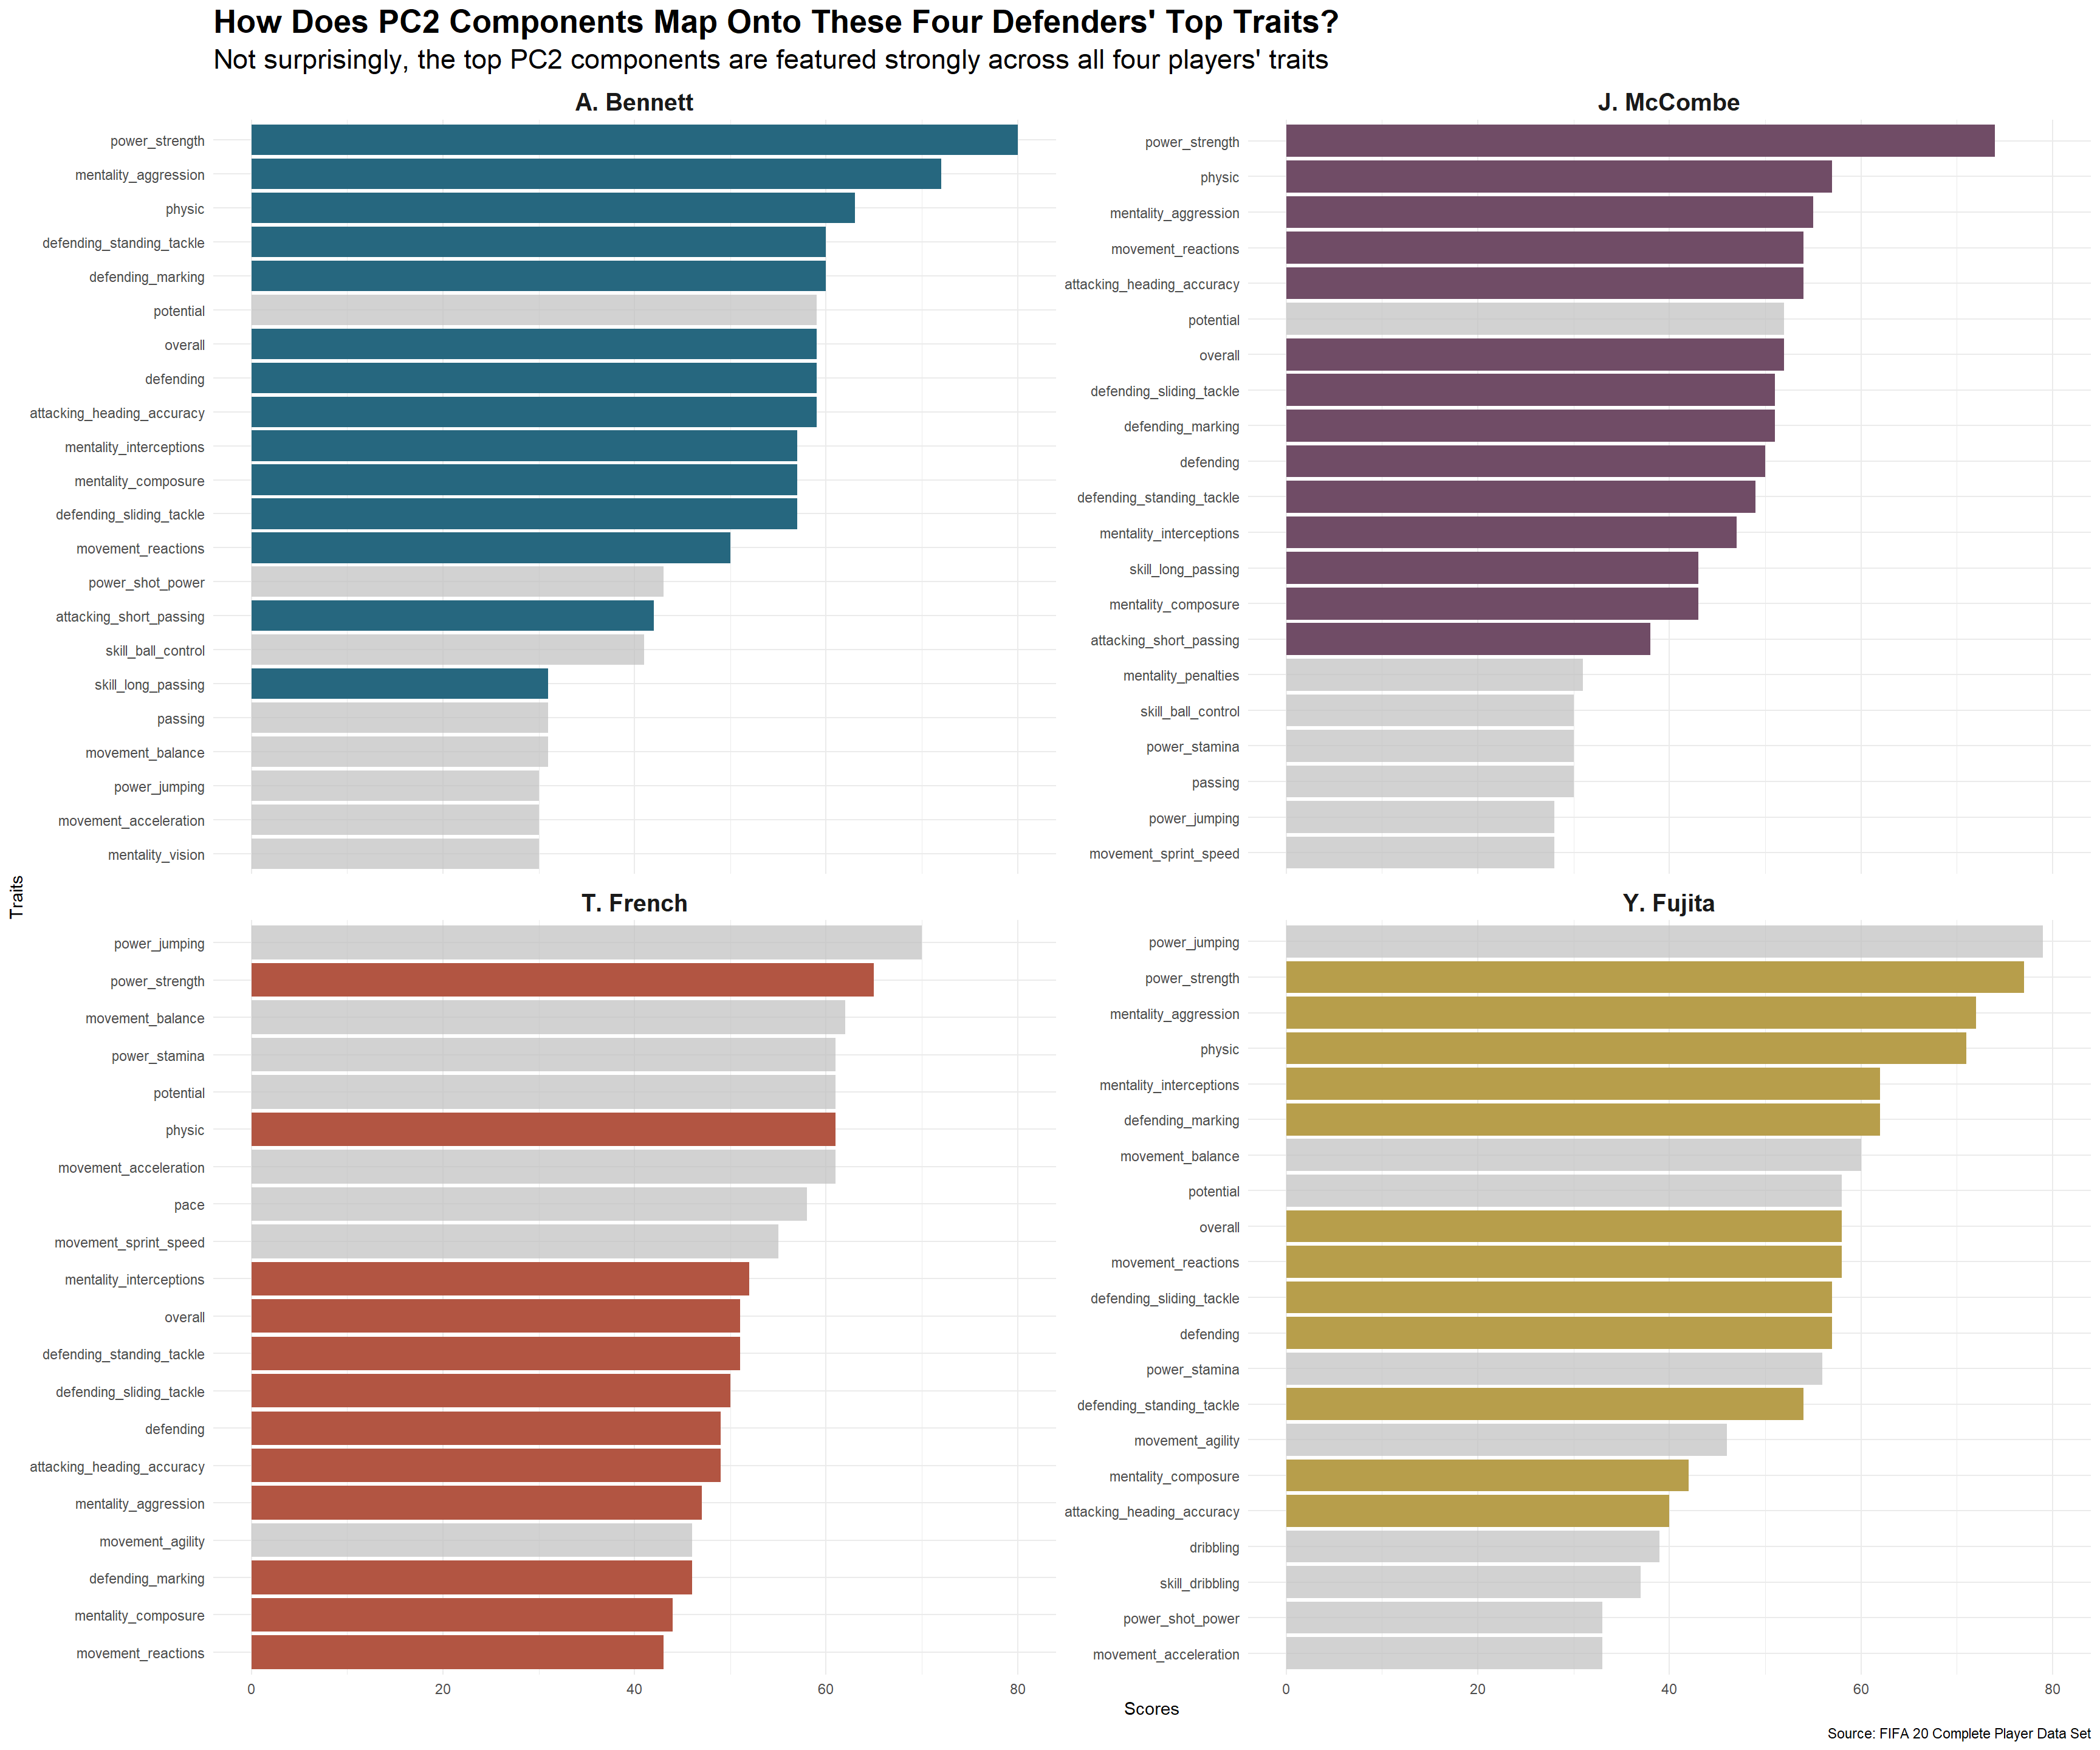 How Does PC2 Components Map Onto These Four Defenders' Top Traits?
Not surprisingly, the top PC2 components are featured strongly across all four players' traits
A. Bennett
power_strength
mentality_aggression
physic
defending_standing_tackle
defending_marking
potential
overall
defending
attacking_heading_accuracy
mentality_interceptions
mentality_composure
defending_sliding_tackle
movement_reactions
power_shot_power
attacking_short_passing
skill_ball_control
skill_long_passing
passing
movement_balance
power_jumping
movement_acceleration
mentality_vision
J. McCombe
power_strength
physic
mentality_aggression
movement_reactions
attacking_heading_accuracy
potential
overall
defending_sliding_tackle
defending_marking
defending
defending_standing_tackle
mentality_interceptions
skill_long_passing
mentality_composure
attacking_short_passing
mentality_penalties
skill_ball_control
power_stamina
passing
power_jumping
movement_sprint_speed
Traits
T. French
power_jumping
power_strength
movement_balance
power_stamina
potential
physic
movement_acceleration
pace
movement_sprint_speed
mentality_interceptions
overall
defending_standing_tackle
defending_sliding_tackle
defending
attacking_heading_accuracy
mentality_aggression
movement_agility
defending_marking
mentality_composure
movement_reactions
0 20 40 60 80
Y. Fujita
power_jumping
power_strength
mentality_aggression
physic
mentality_interceptions
defending_marking
movement_balance
potential
overall
movement_reactions
defending_sliding_tackle
defending
power_stamina
defending_standing_tackle
movement_agility
mentality_composure
attacking_heading_accuracy
dribbling
skill_dribbling
power_shot_power
movement_acceleration
0 20 40 60 80
Scores
Source: FIFA 20 Complete Player Data Set